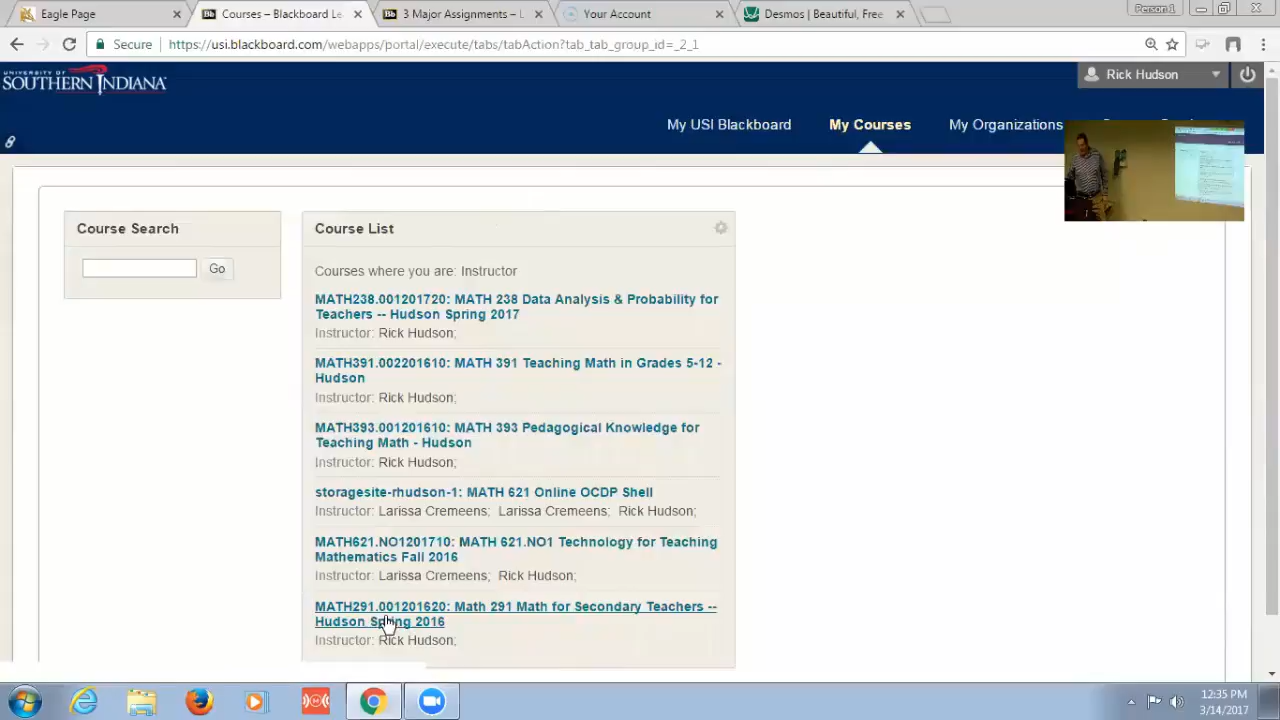 Eagle Page
Courses – Blackboard Le
3 Major Assignments – L
Your Account
Desmos | Beautiful, Free
Person 1
Secure
https://usi.blackboard.com/webapps/portal/execute/tabs/tabAction?tab_tab_group_id=_2_1
UNIVERSITY OF
SOUTHERN INDIANA
Rick Hudson
My USI Blackboard
My Courses
My Organizations
Course Search
Go
Course List
Courses where you are: Instructor
MATH238.001201720: MATH 238 Data Analysis & Probability for
Teachers -- Hudson Spring 2017
Instructor: Rick Hudson;
MATH391.002201610: MATH 391 Teaching Math in Grades 5-12 -
Hudson
Instructor: Rick Hudson;
MATH393.001201610: MATH 393 Pedagogical Knowledge for
Teaching Math - Hudson
Instructor: Rick Hudson;
storagesite-rhudson-1: MATH 621 Online OCDP Shell
Instructor: Larissa Cremeens; Larissa Cremeens; Rick Hudson;
MATH621.NO1201710: MATH 621.NO1 Technology for Teaching
Mathematics Fall 2016
Instructor: Larissa Cremeens; Rick Hudson;
MATH291.001201620: Math 291 Math for Secondary Teachers --
Hudson Spring 2016
Instructor: Rick Hudson;
12:35 PM
3/14/2017